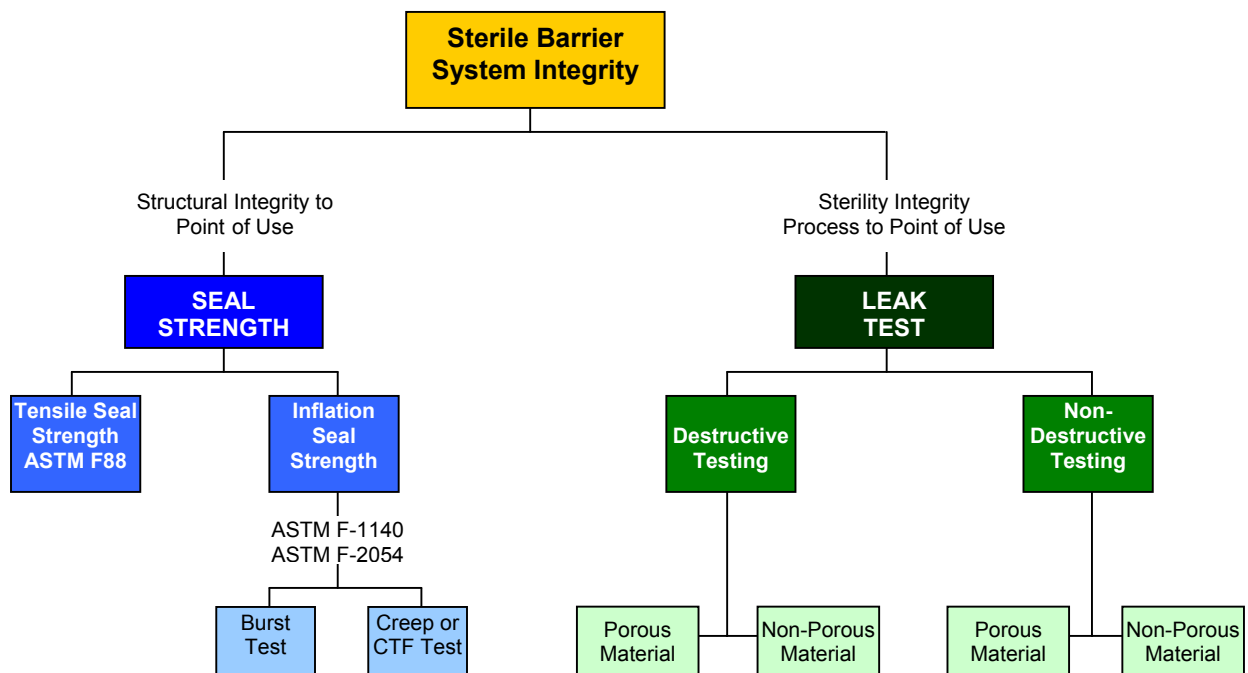 Sterile Barrier
System Integrity
Structural Integrity to
Point of Use
Sterility Integrity
Process to Point of Use
SEAL
STRENGTH
LEAK
TEST
Tensile Seal
Strength
ASTM F88
Inflation
Seal
Strength
Destructive
Testing
Non-
Destructive
Testing
ASTM F-1140
ASTM F-2054
Burst
Test
Creep or
CTF Test
Porous
Material
Non-Porous
Material
Porous
Material
Non-Porous
Material